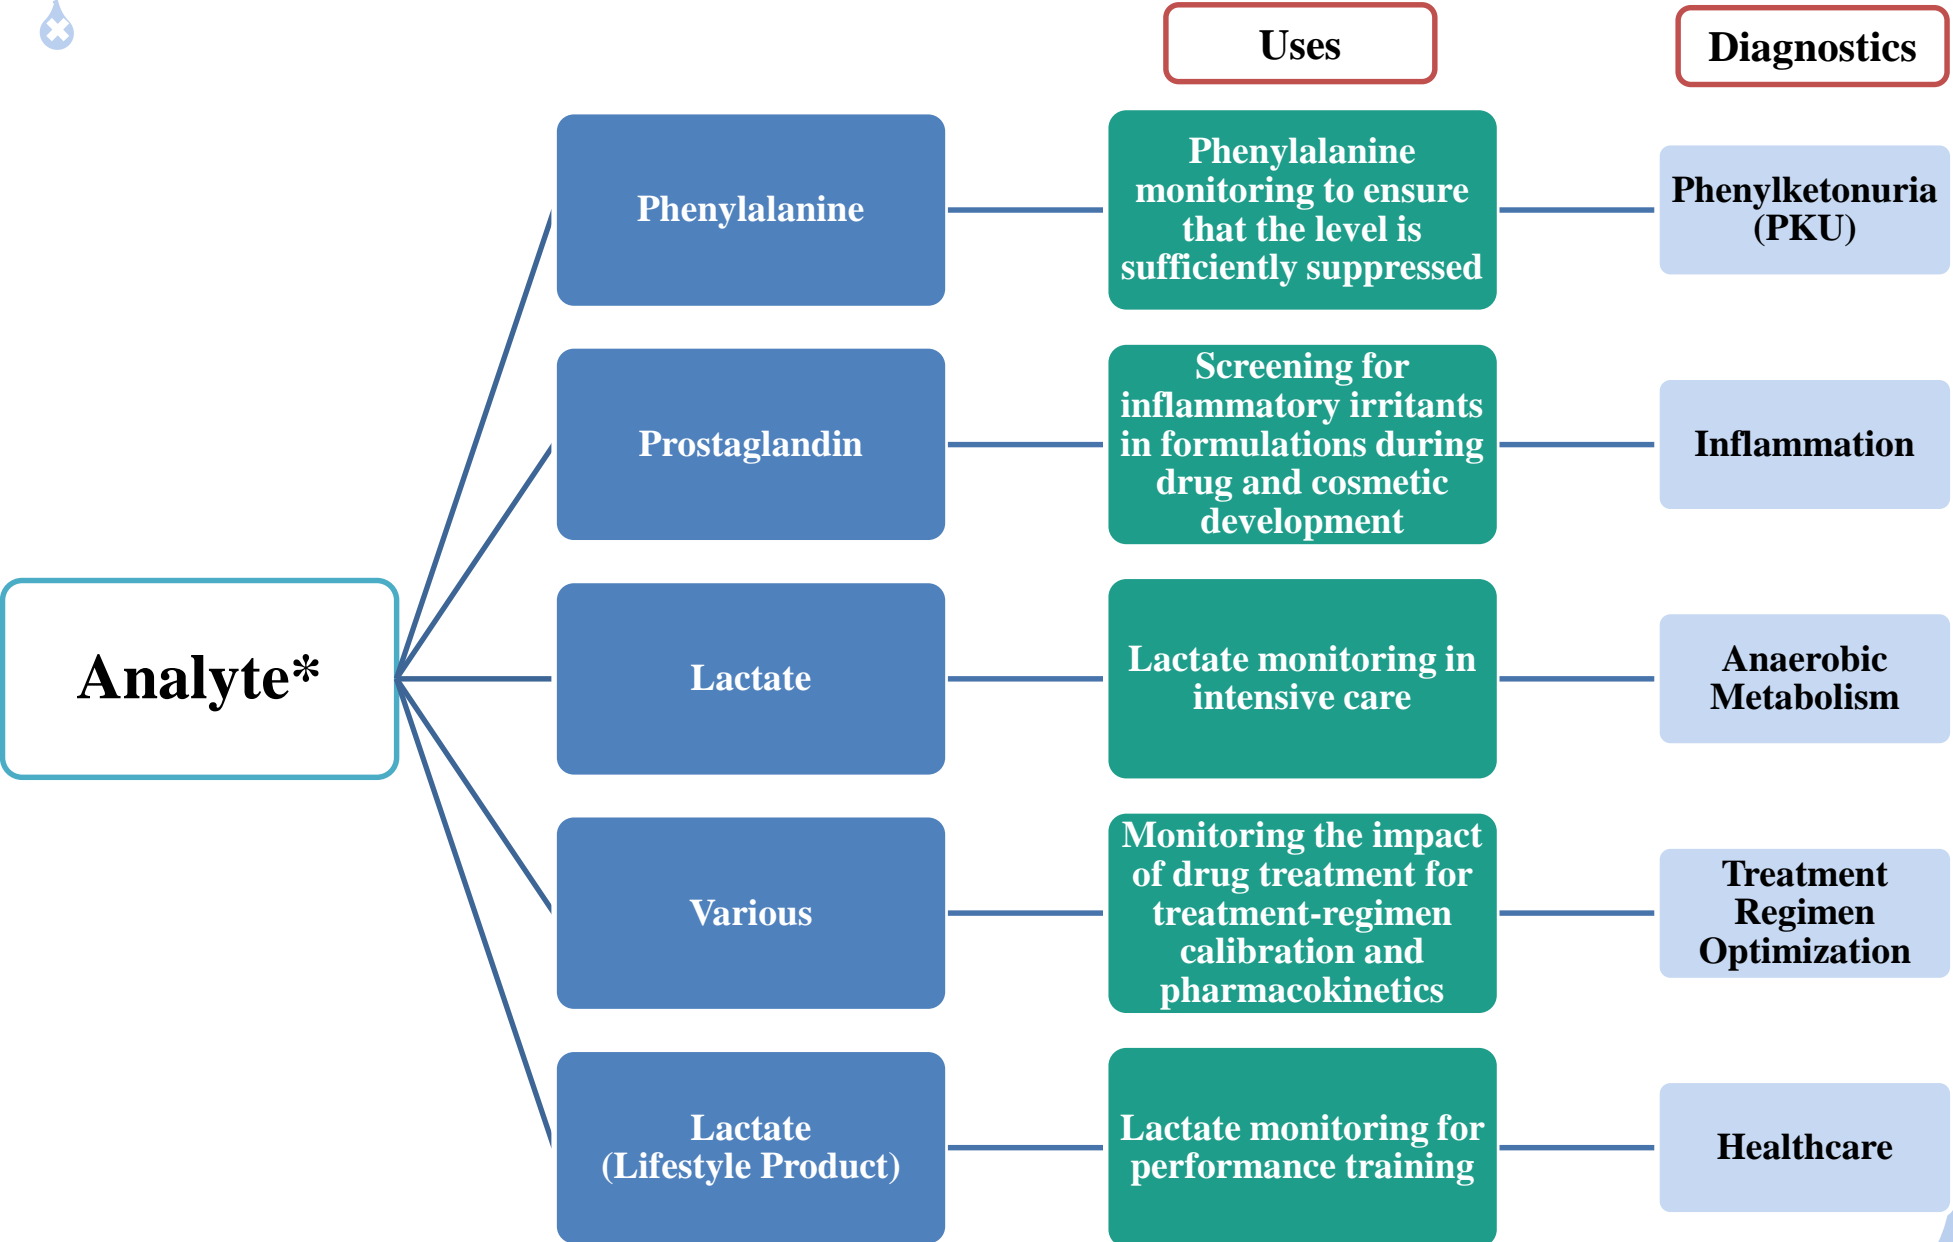 Uses
Diagnostics
Phenylalanine
Phenylalanine
monitoring to ensure
that the level is
sufficiently suppressed
Phenylketonuria
(PKU)
Prostaglandin
Screening for
inflammatory irritants
in formulations during
drug and cosmetic
development
Inflammation
Analyte*
Lactate
Lactate monitoring in
intensive care
Anaerobic
Metabolism
Various
Monitoring the impact
of drug treatment for
treatment-regimen
calibration and
pharmacokinetics
Treatment
Regimen
Optimization
Lactate
(Lifestyle Product)
Lactate monitoring for
performance training
Healthcare